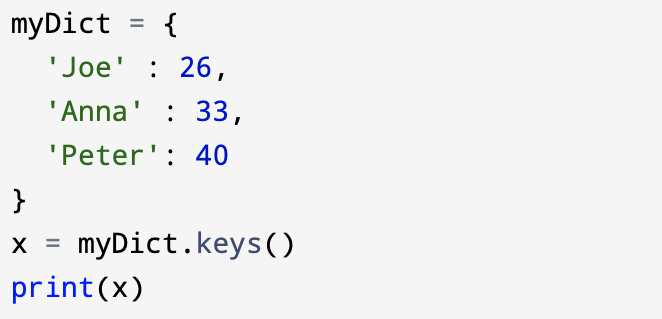 myDict = {
  'Joe' : 26,
  'Anna' : 33,
  'Peter': 40
}
x = myDict.keys()
print(x)